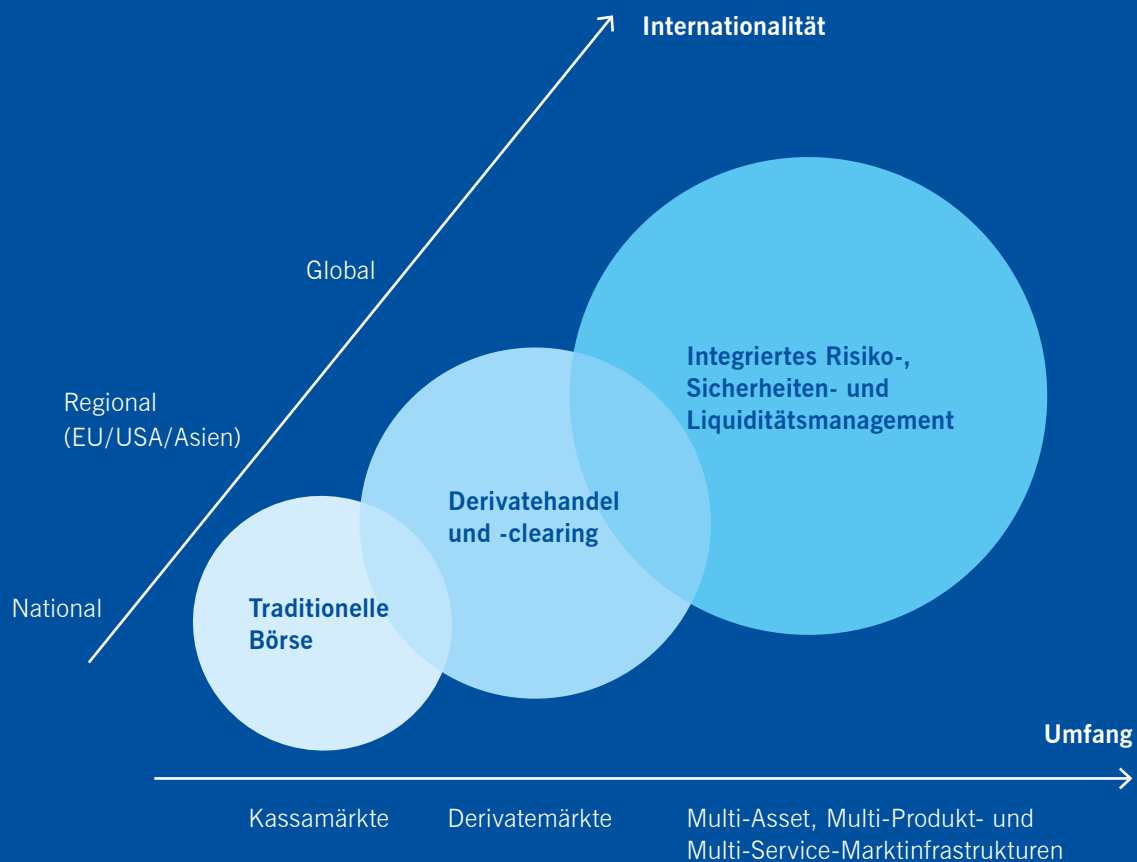 Internationalität
Global
Regional
(EU/USA/Asien)
National
Integriertes Risiko-,
Sicherheiten- und
Liquiditätsmanagement
Derivatehandel
und -clearing
Traditionelle
Börse
Umfang
Kassamärkte
Derivatemärkte
Multi-Asset, Multi-Produkt- und
Multi-Service-Marktinfrastrukturen